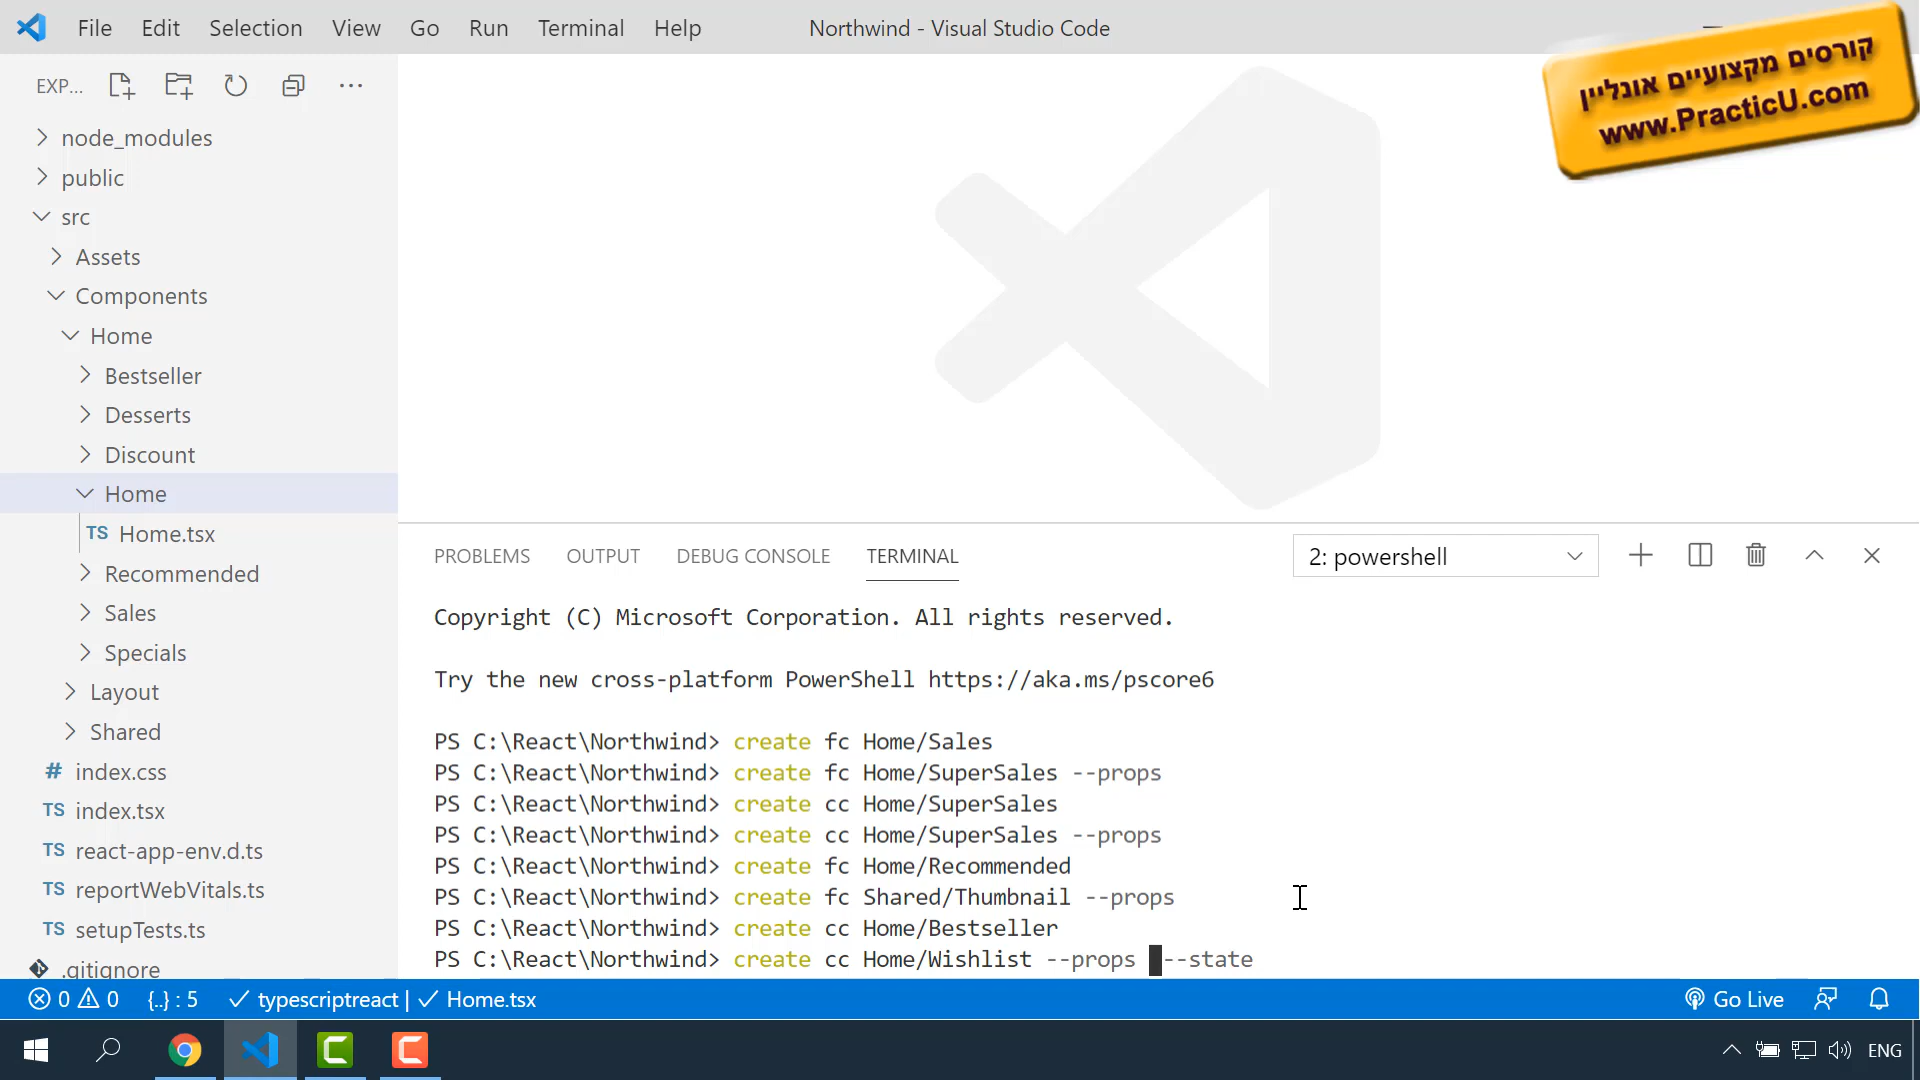 File Edit Selection View Go Run Terminal Help
Northwind - Visual Studio Code
קורסים מקצועיים אונליין
www.PracticU.com
EXP...
node_modules
public
src
Assets
Components
Home
Bestseller
Desserts
Discount
Home
TS Home.tsx
Recommended
Sales
Specials
Layout
Shared
# index.css
TS index.tsx
TS react-app-env.d.ts
TS reportWebVitals.ts
TS setupTests.ts
.gitignore
PROBLEMS OUTPUT DEBUG CONSOLE TERMINAL
2: powershell
Copyright (C) Microsoft Corporation. All rights reserved.
Try the new cross-platform PowerShell https://aka.ms/pscore6
PS C:\React\Northwind> create fc Home/Sales
PS C:\React\Northwind> create fc Home/SuperSales --props
PS C:\React\Northwind> create cc Home/SuperSales
PS C:\React\Northwind> create cc Home/SuperSales --props
PS C:\React\Northwind> create fc Home/Recommended
PS C:\React\Northwind> create fc Shared/Thumbnail --props
PS C:\React\Northwind> create cc Home/Bestseller
PS C:\React\Northwind> create cc Home/Wishlist --props --state
0 0 {..} : 5 typescriptreact | Home.tsx
Go Live
ENG